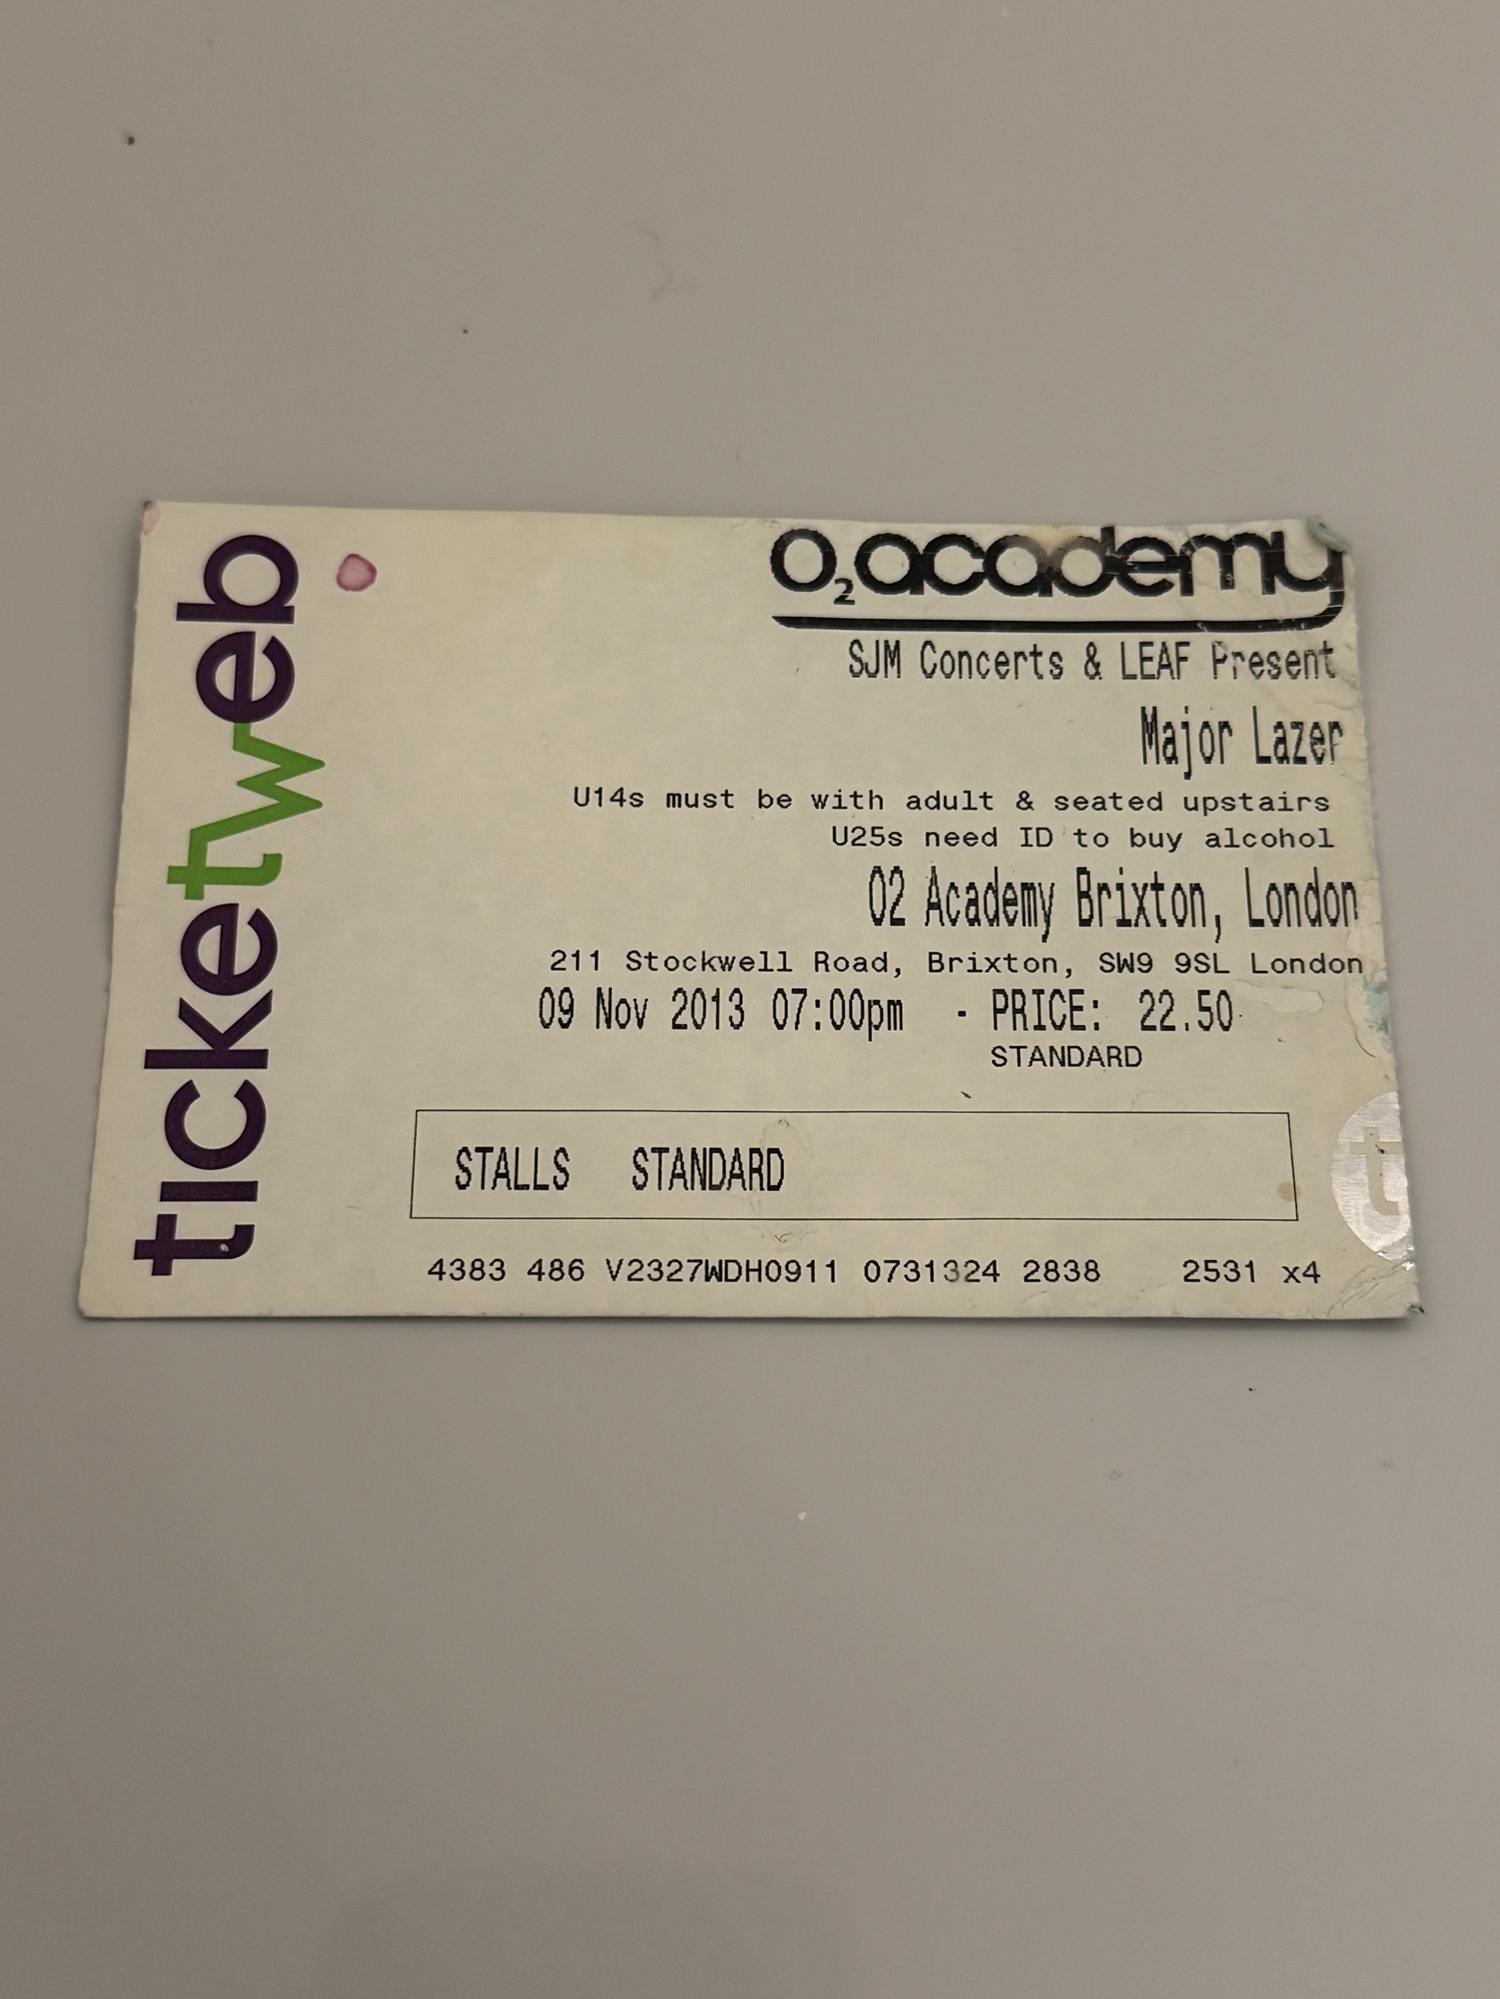 ticketweb
O2 academy
SJM Concerts & LEAF Present
Major Lazer
U14s must be with adult & seated upstairs
U25s need ID to buy alcohol
O2 Academy Brixton, London
211 Stockwell Road, Brixton, SW9 9SL London
09 Nov 2013 07:00pm - PRICE: 22.50
STANDARD
STALLS STANDARD
t
4383 486 V2327WDH0911 0731324 2838 2531 x4